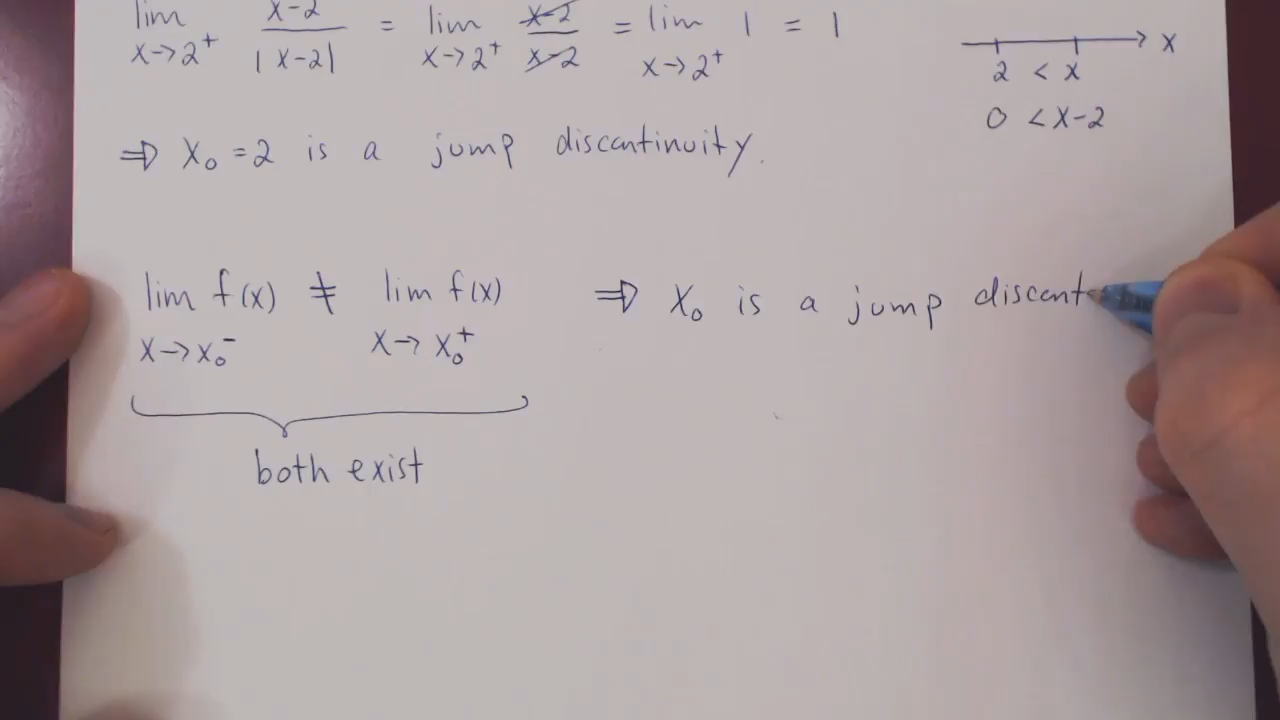 lim x→2⁺ x-2 / |x-2| = lim x→2⁺ x-2 / x-2 = lim x→2⁺ 1 = 1
x
2 < x
0 < x-2
⇒ x₀ = 2 is a jump discontinuity.
lim x→x₀⁻ f(x) ≠ lim x→x₀⁺ f(x) ⇒ x₀ is a jump discont
both exist